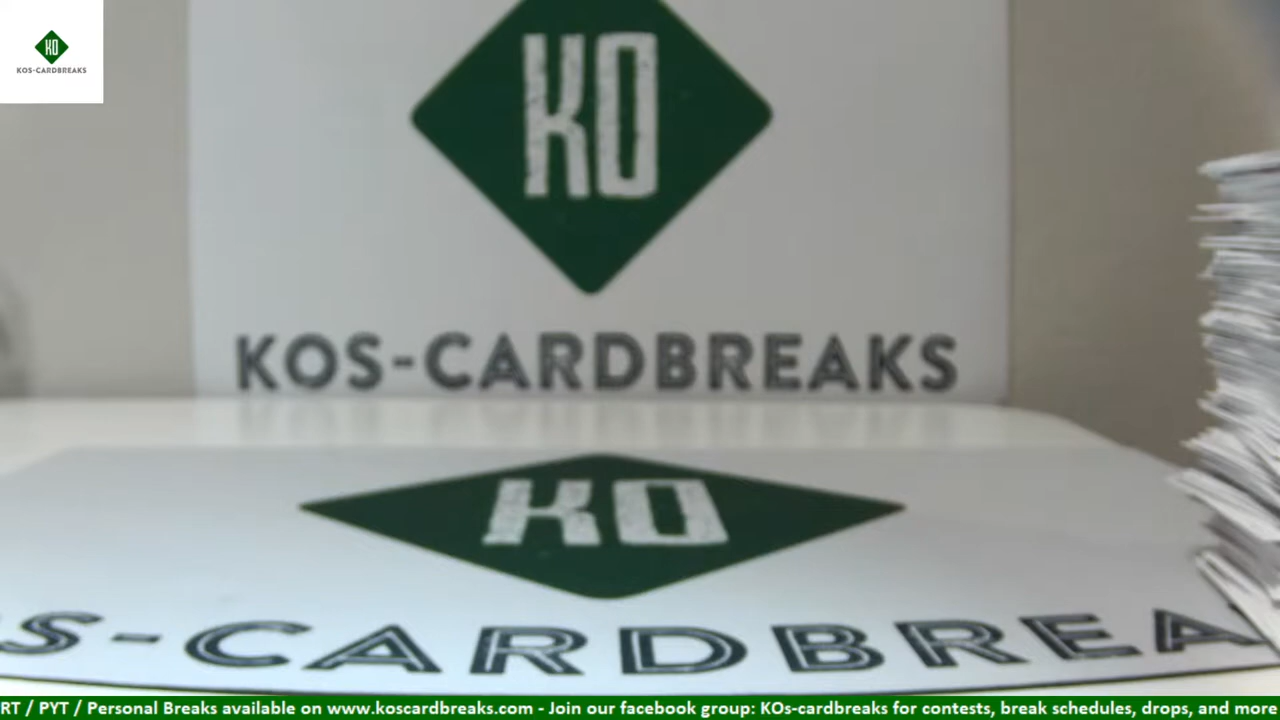 KO
KOS-CARDBREAKS
KO
KOS-CARDBREAKS
KO
S-CARDBREA
RT / PYT / Personal Breaks available on www.koscardbreaks.com - Join our facebook group: KOs-cardbreaks for contests, break schedules, drops, and more